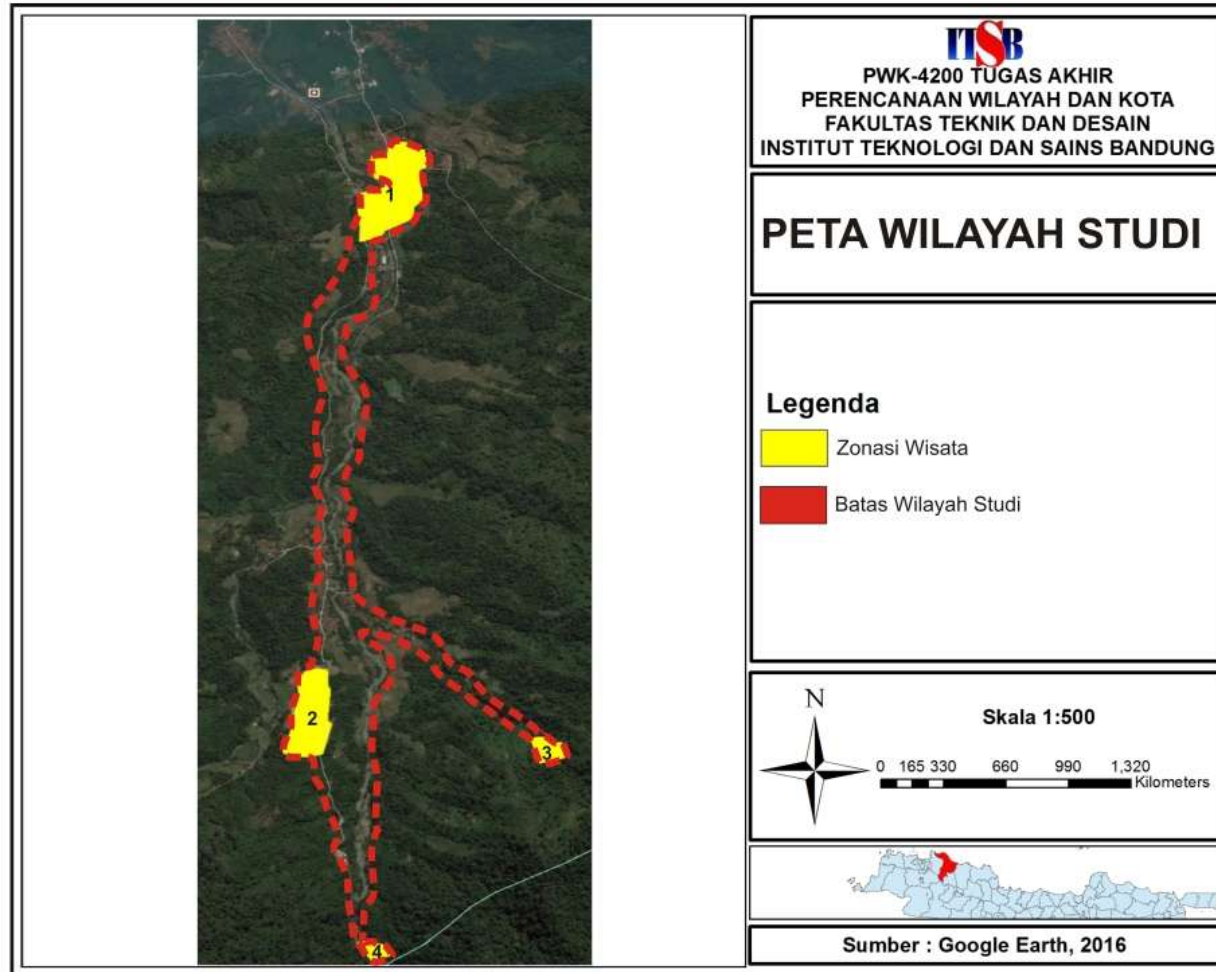 ITSB
PWK-4200 TUGAS AKHIR
PERENCANAAN WILAYAH DAN KOTA
FAKULTAS TEKNIK DAN DESAIN
INSTITUT TEKNOLOGI DAN SAINS BANDUNG
PETA WILAYAH STUDI
Legenda
Zonasi Wisata
Batas Wilayah Studi
N
Skala 1:500
0 165 330 660 990 1,320
Kilometers
Sumber : Google Earth, 2016
1
2
3
4